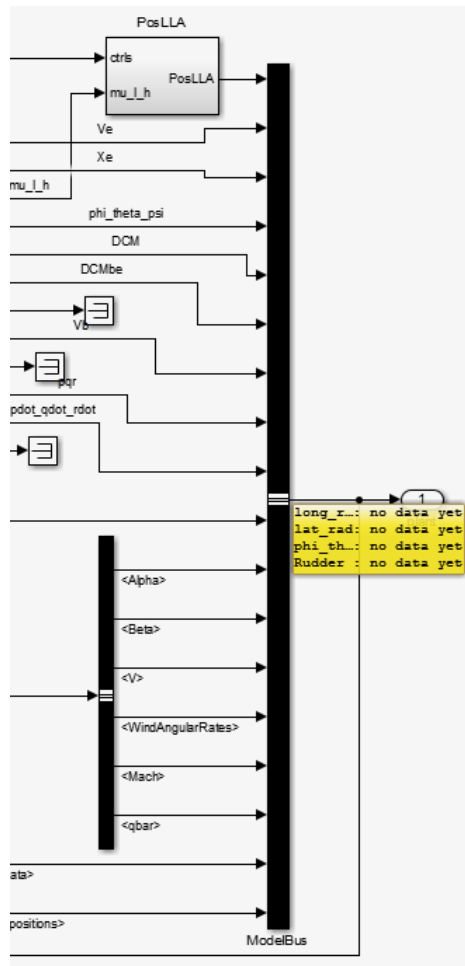 PosLLA
ctrls
PosLLA
mu_l_h
Ve
Xe
mu_l_h
phi_theta_psi
DCM
DCMbe
Vb
pqr
pdot_qdot_rdot
1
long_r…: no data yet
lat_rad: no data yet
phi_th…: no data yet
Rudder : no data yet
<Alpha>
<Beta>
<V>
<WindAngularRates>
<Mach>
<qbar>
ata>
positions>
ModelBus